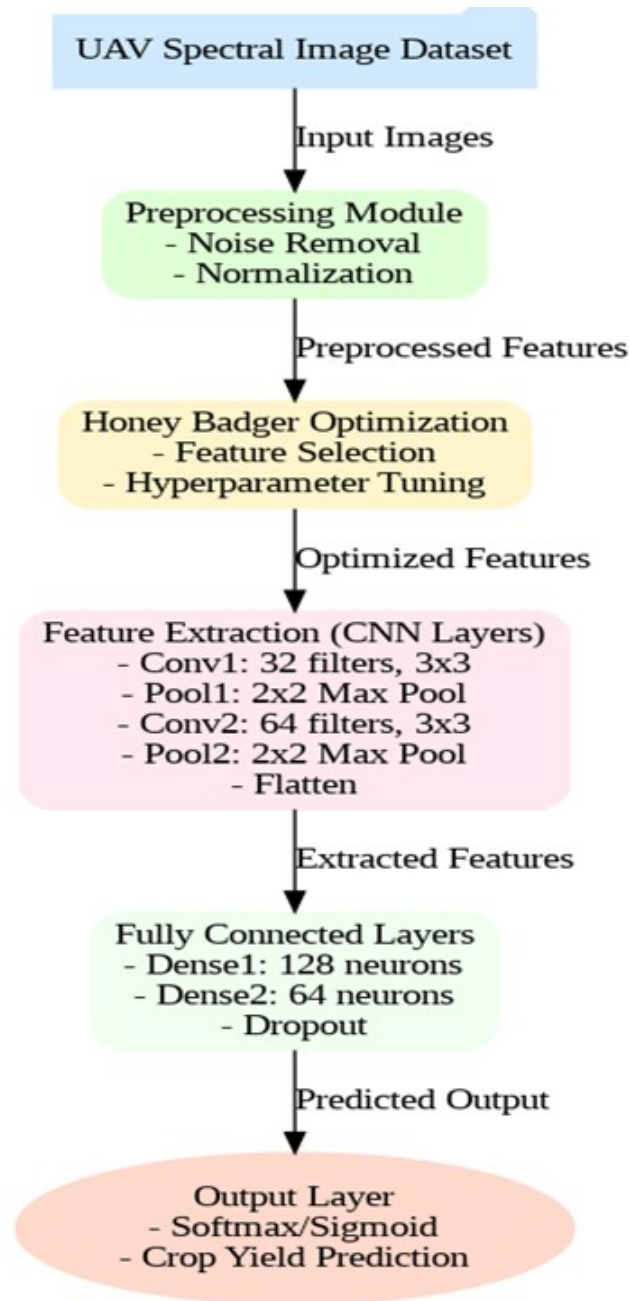 UAV Spectral Image Dataset
Input Images
Preprocessing Module
- Noise Removal
- Normalization
Preprocessed Features
Honey Badger Optimization
- Feature Selection
- Hyperparameter Tuning
Optimized Features
Feature Extraction (CNN Layers)
- Conv1: 32 filters, 3x3
- Pool1: 2x2 Max Pool
- Conv2: 64 filters, 3x3
- Pool2: 2x2 Max Pool
- Flatten
Extracted Features
Fully Connected Layers
- Dense1: 128 neurons
- Dense2: 64 neurons
- Dropout
Predicted Output
Output Layer
- Softmax/Sigmoid
- Crop Yield Prediction